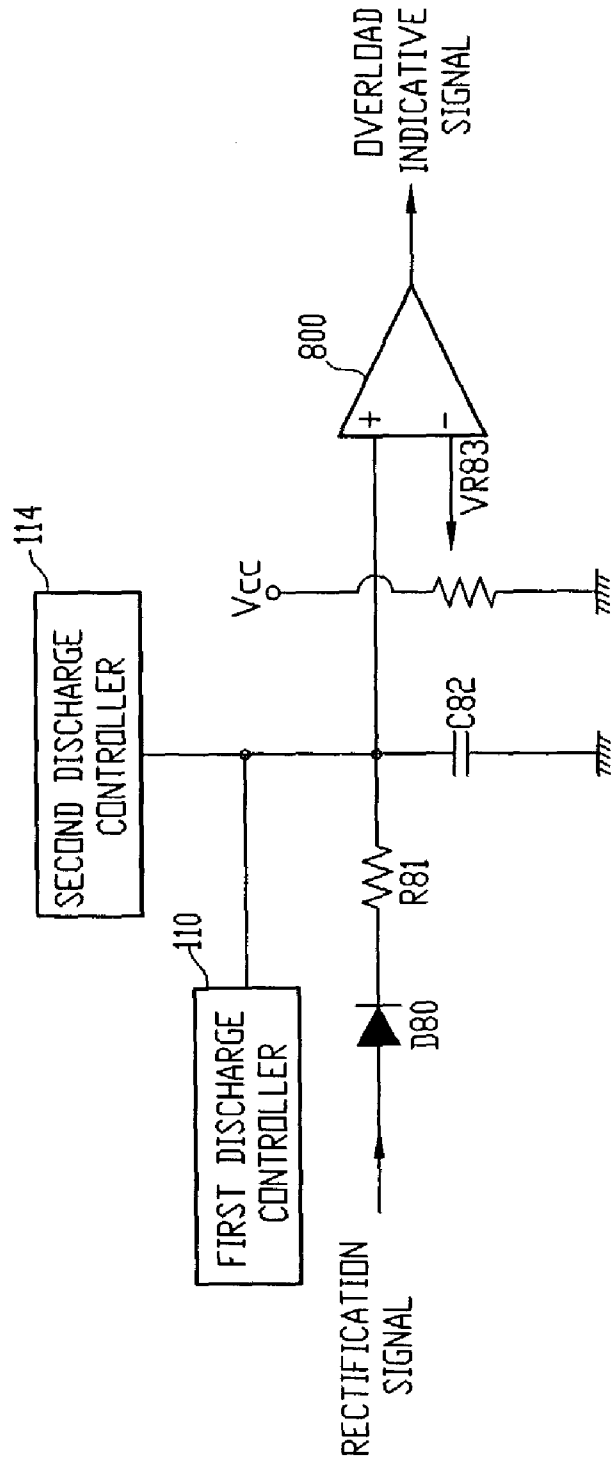 114
SECOND DISCHARGE
CONTROLLER
110
FIRST DISCHARGE
CONTROLLER
RECTIFICATION
SIGNAL
D80
R81
C82
Vcc
VR83
800
+
-
OVERLOAD
INDICATIVE
SIGNAL